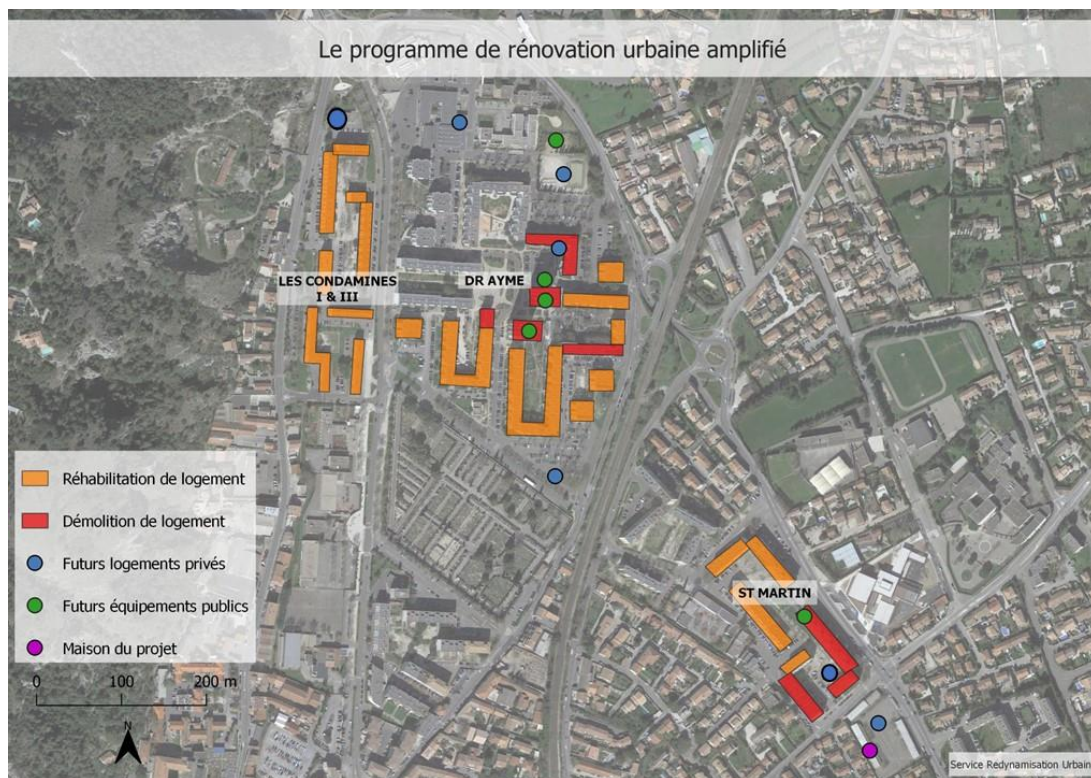 Le programme de rénovation urbaine amplifié
LES CONDAMINES
I & III
DR AYME
Réhabilitation de logement
Démolition de logement
Futurs logements privés
Futurs équipements publics
ST MARTIN
Maison du projet
0 100 200 m
N
Service Redynamisation Urbaine